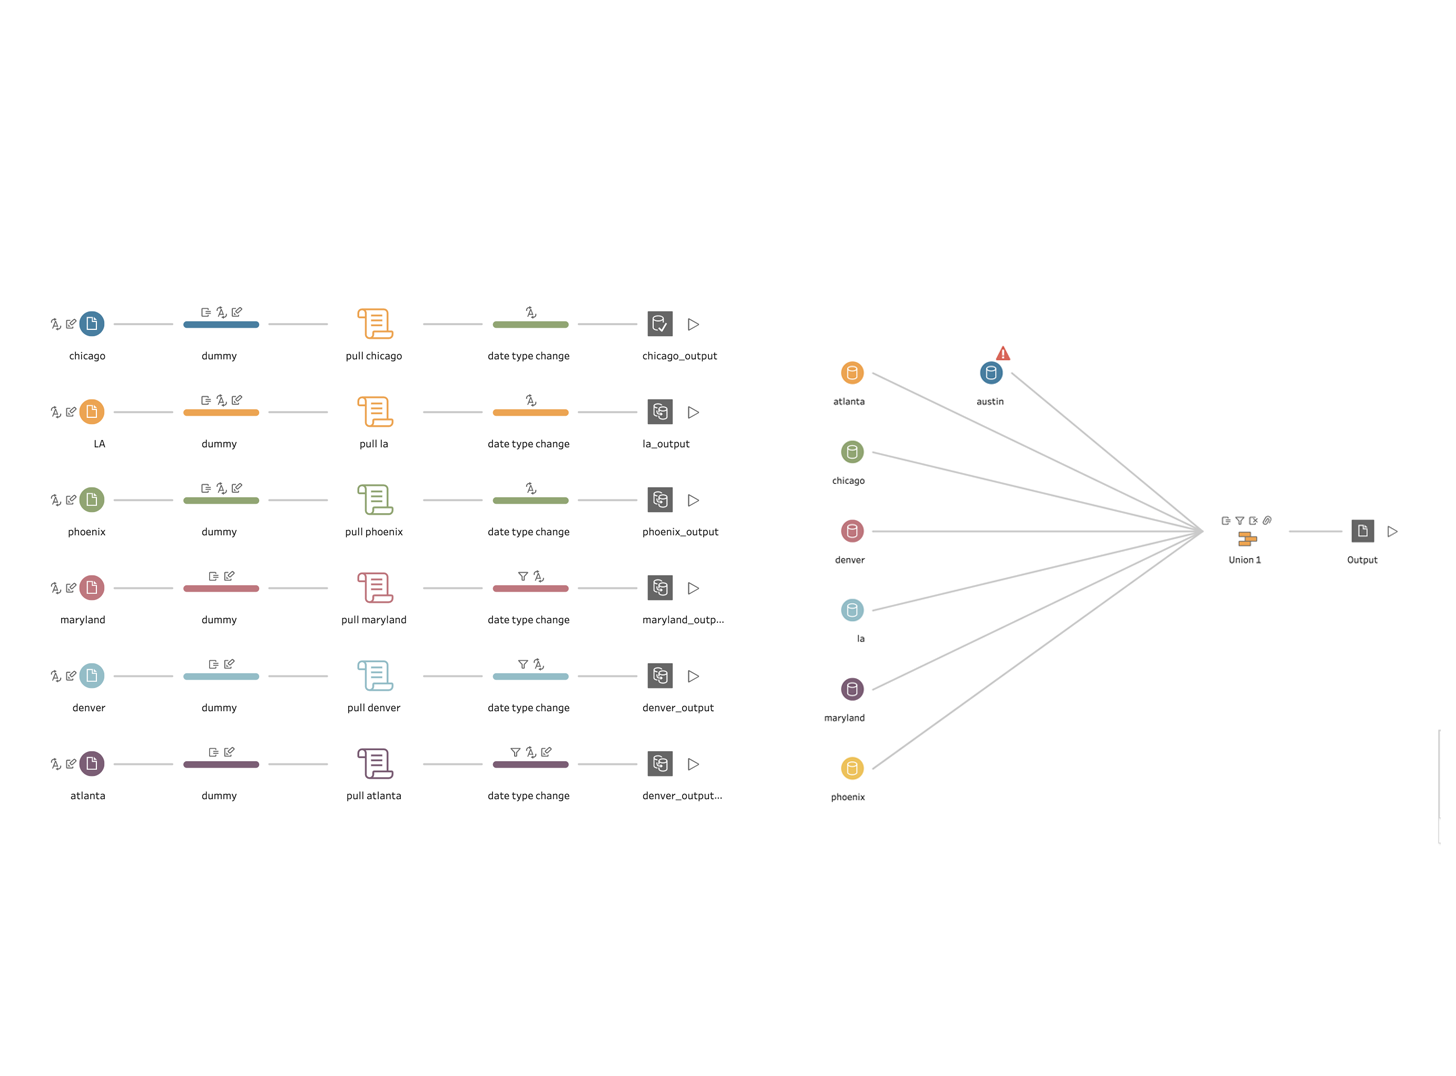 chicago
dummy
pull chicago
date type change
chicago_output
LA
dummy
pull la
date type change
la_output
phoenix
dummy
pull phoenix
date type change
phoenix_output
maryland
dummy
pull maryland
date type change
maryland_outp...
denver
dummy
pull denver
date type change
denver_output
atlanta
dummy
pull atlanta
date type change
denver_output...
atlanta
austin
chicago
denver
la
maryland
phoenix
Union 1
Output